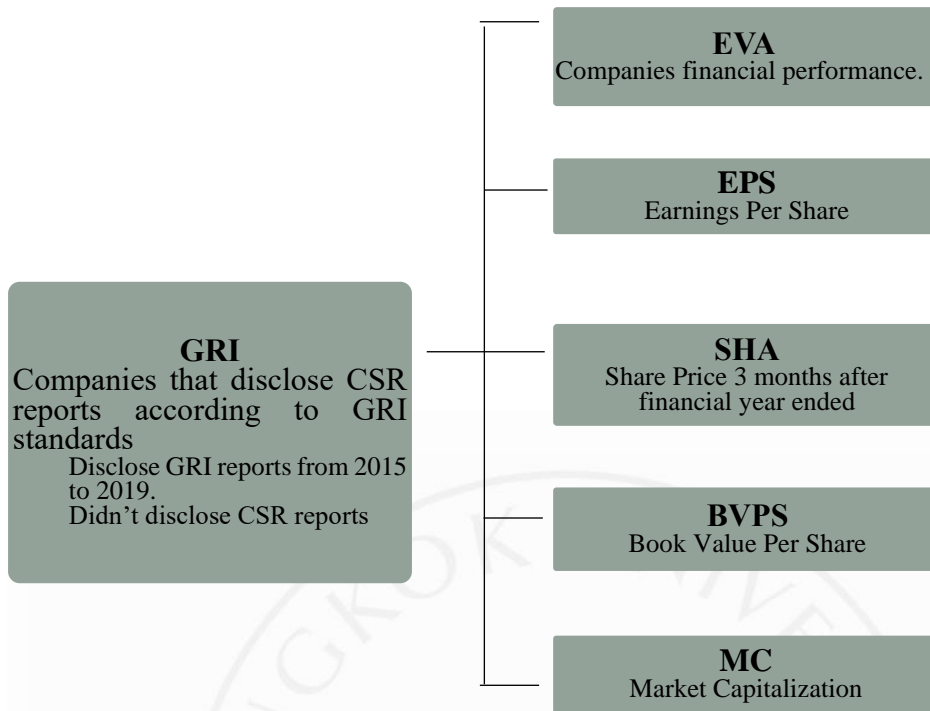 EVA
Companies financial performance.
EPS
Earnings Per Share
GRI
Companies that disclose CSR
reports according to GRI
standards
Disclose GRI reports from 2015
to 2019.
Didn’t disclose CSR reports
SHA
Share Price 3 months after
financial year ended
BVPS
Book Value Per Share
MC
Market Capitalization